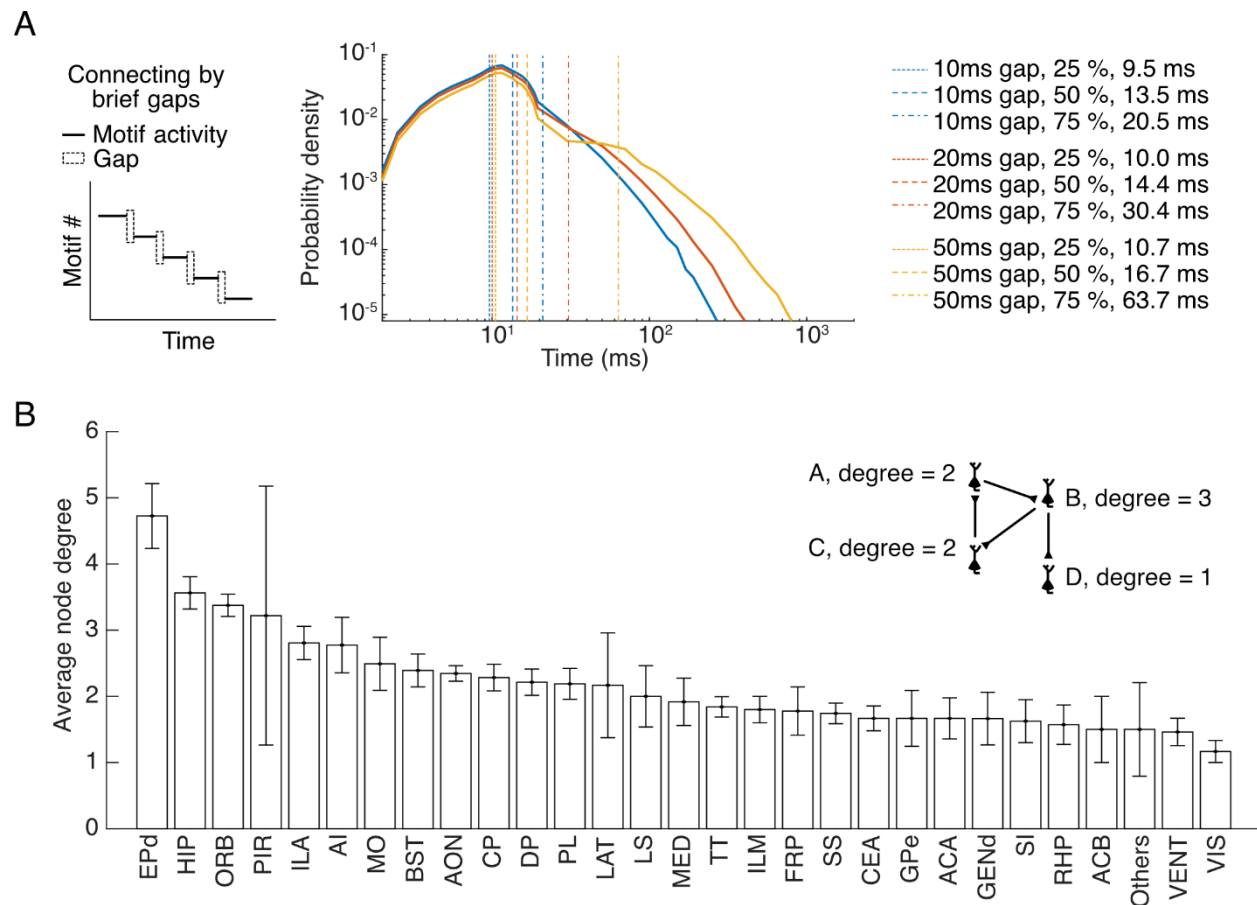 A
Connecting by
brief gaps
Motif activity
Gap
Motif #
Time
Probability density
10^-1
10^-2
10^-3
10^-4
10^-5
10^1
10^2
10^3
Time (ms)
10ms gap, 25 %, 9.5 ms
10ms gap, 50 %, 13.5 ms
10ms gap, 75 %, 20.5 ms
20ms gap, 25 %, 10.0 ms
20ms gap, 50 %, 14.4 ms
20ms gap, 75 %, 30.4 ms
50ms gap, 25 %, 10.7 ms
50ms gap, 50 %, 16.7 ms
50ms gap, 75 %, 63.7 ms
B
Average node degree
6
5
4
3
2
1
0
A, degree = 2
B, degree = 3
C, degree = 2
D, degree = 1
EPd
HIP
ORB
PIR
ILA
AI
MO
BST
AON
CP
DP
PL
LAT
LS
MED
TT
ILM
FRP
SS
CEA
GPe
ACA
GENd
SI
RHP
ACB
Others
VENT
VIS